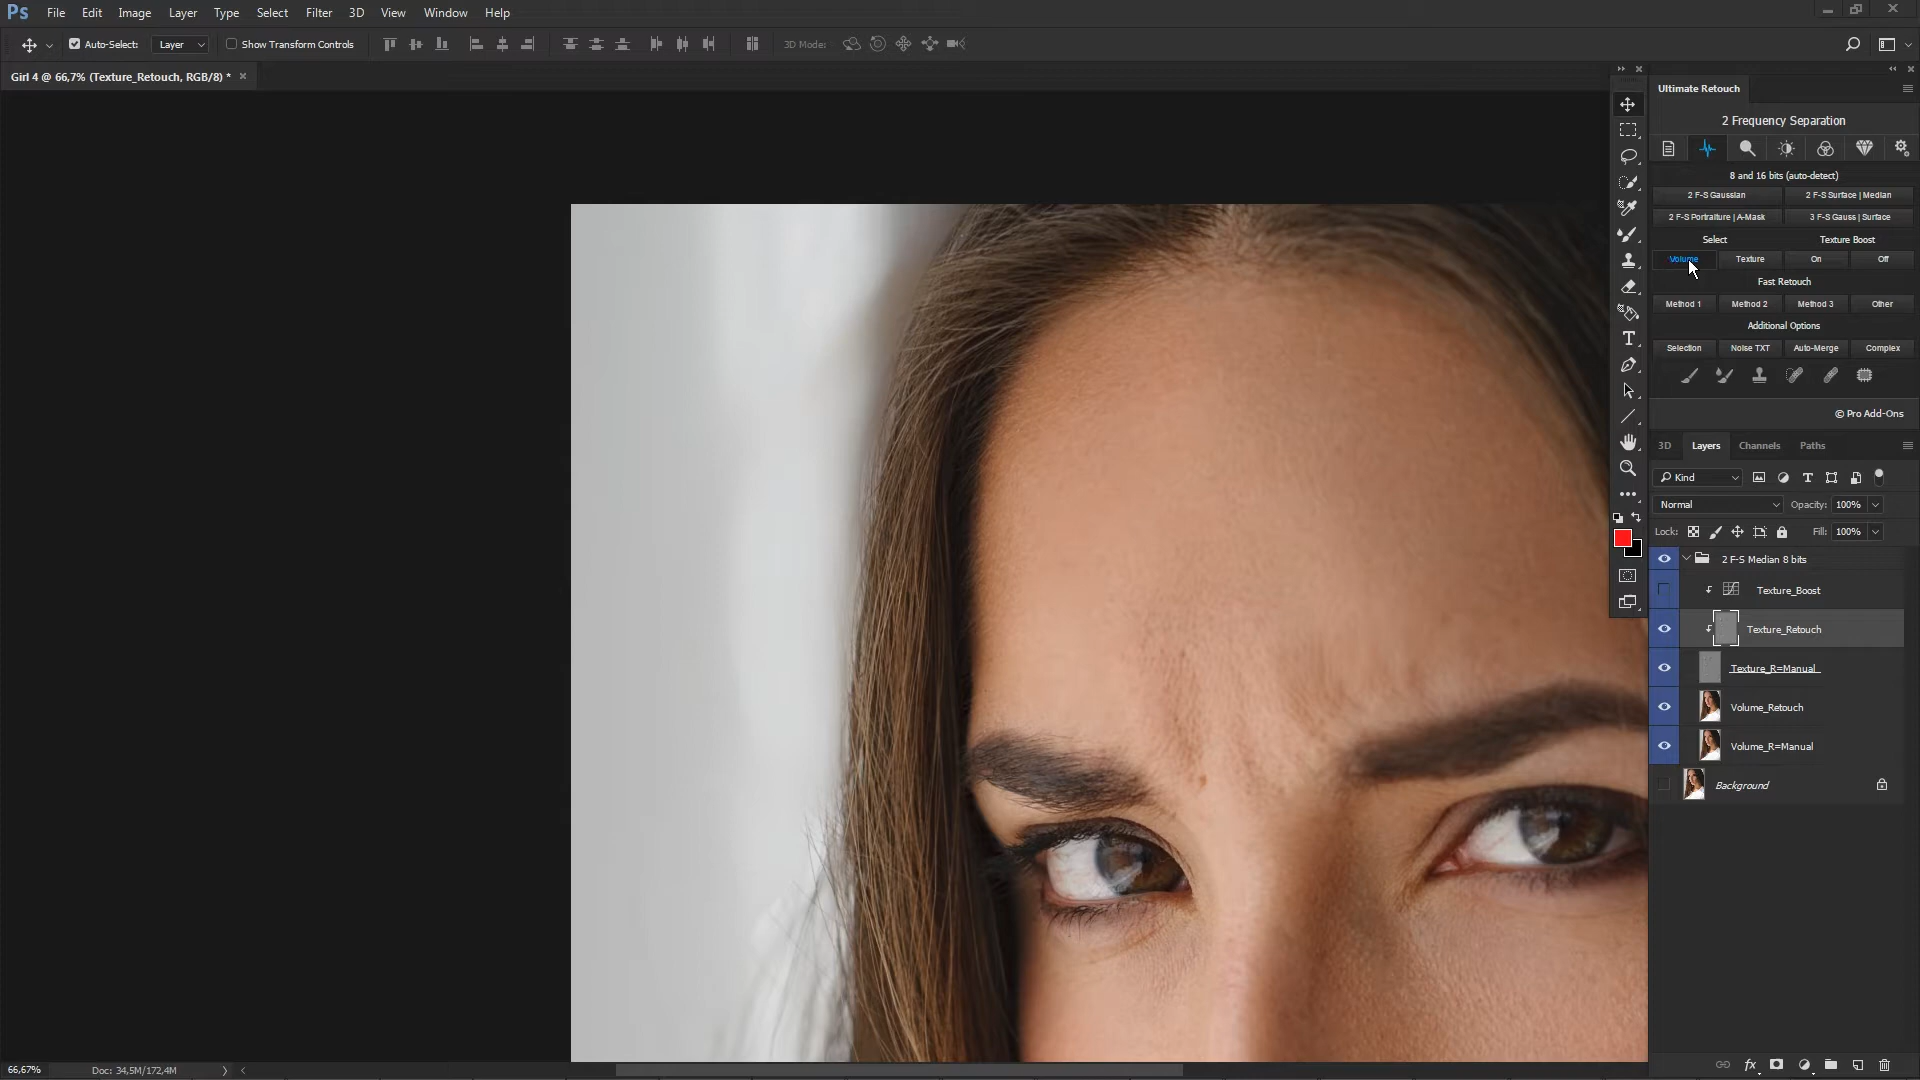 Ps File Edit Image Layer Type Select Filter 3D View Window Help
Auto-Select: Layer Show Transform Controls 3D Mode:
Girl 4 @ 66,7% (Texture_Retouch, RGB/8) *
Ultimate Retouch
2 Frequency Separation
8 and 16 bits (auto-detect)
2 F-S Gaussian 2 F-S Surface | Median
2 F-S Portraiture | A-Mask 3 F-S Gauss | Surface
Select Texture Boost
Volume Texture On Off
Fast Retouch
Method 1 Method 2 Method 3 Other
Additional Options
Selection Noise TXT Auto-Merge Complex
© Pro Add-Ons
3D Layers Channels Paths
Kind
Normal Opacity: 100%
Lock: Fill: 100%
2 F-S Median 8 bits
Texture_Boost
Texture_Retouch
Texture_R=Manual
Volume_Retouch
Volume_R=Manual
Background
66,67% Doc: 34,5M/172,4M